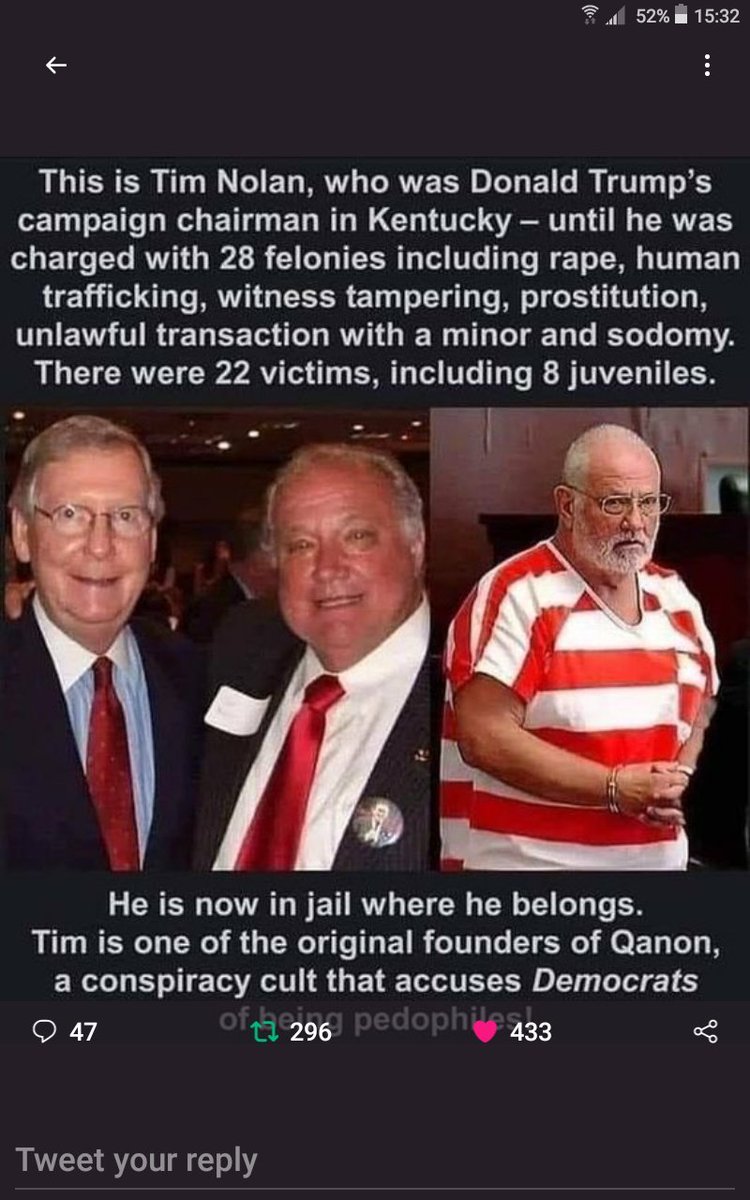 52% 15:32
This is Tim Nolan, who was Donald Trump’s
campaign chairman in Kentucky – until he was
charged with 28 felonies including rape, human
trafficking, witness tampering, prostitution,
unlawful transaction with a minor and sodomy.
There were 22 victims, including 8 juveniles.
He is now in jail where he belongs.
Tim is one of the original founders of Qanon,
a conspiracy cult that accuses Democrats
of being pedophiles!
47 296 433
Tweet your reply